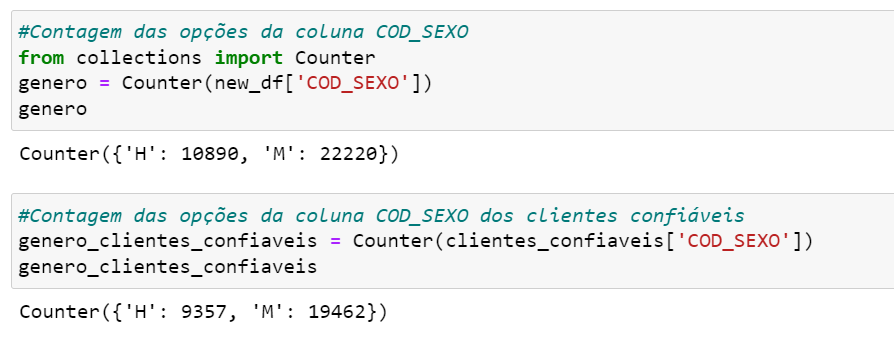 #Contagem das opções da coluna COD_SEXO
from collections import Counter
genero = Counter(new_df['COD_SEXO'])
genero
Counter({'H': 10890, 'M': 22220})
#Contagem das opções da coluna COD_SEXO dos clientes confiáveis
genero_clientes_confiaveis = Counter(clientes_confiaveis['COD_SEXO'])
genero_clientes_confiaveis
Counter({'H': 9357, 'M': 19462})